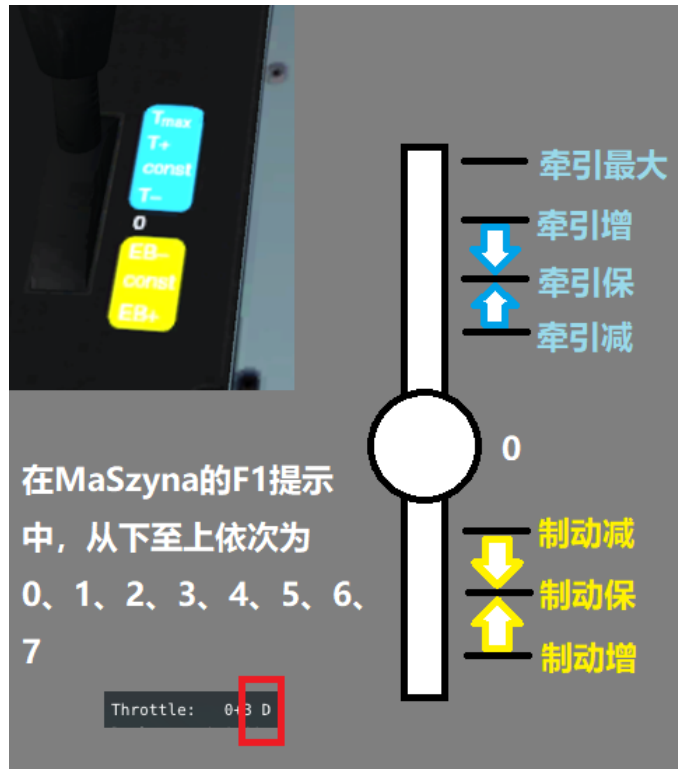 Tmax
T+
const
T-
0
EB-
const
EB+
牵引最大
牵引增
牵引保
牵引减
0
制动减
制动保
制动增
在MaSzyna的F1提示
中，从下至上依次为
0、1、2、3、4、5、6、
7
Throttle: 0+3 D